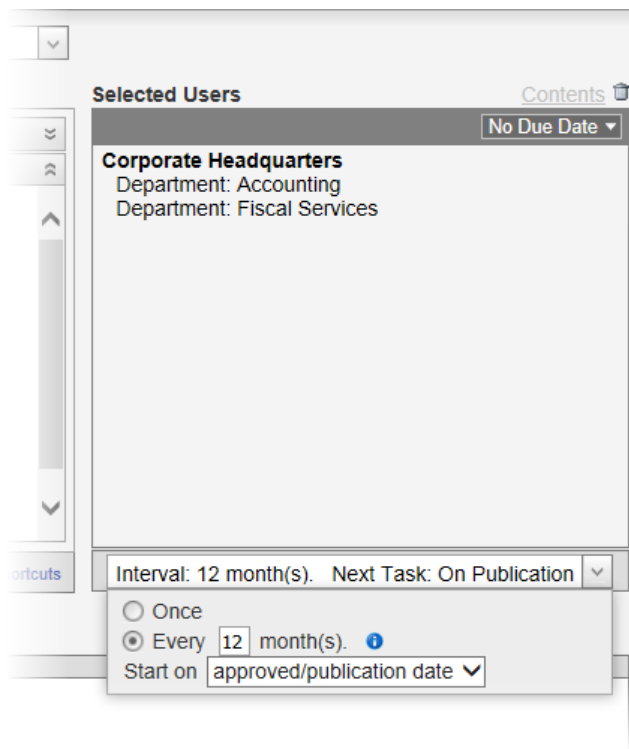 Selected Users Contents
No Due Date
Corporate Headquarters
Department: Accounting
Department: Fiscal Services
ortcuts
Interval: 12 month(s). Next Task: On Publication
Once
Every 12 month(s).
Start on approved/publication date